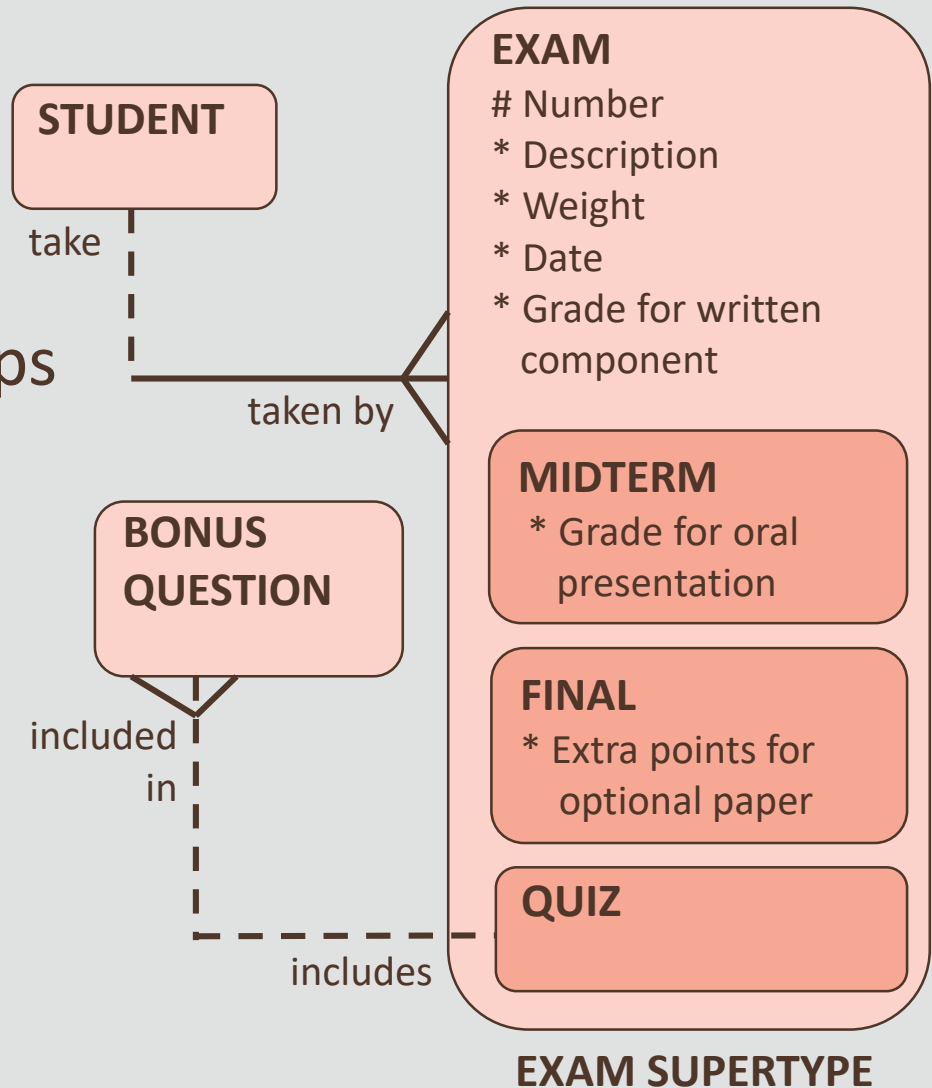 STUDENT
take
ps
taken by
BONUS
QUESTION
included
in
includes
EXAM
# Number
* Description
* Weight
* Date
* Grade for written
component
MIDTERM
* Grade for oral
presentation
FINAL
* Extra points for
optional paper
QUIZ
EXAM SUPERTYPE